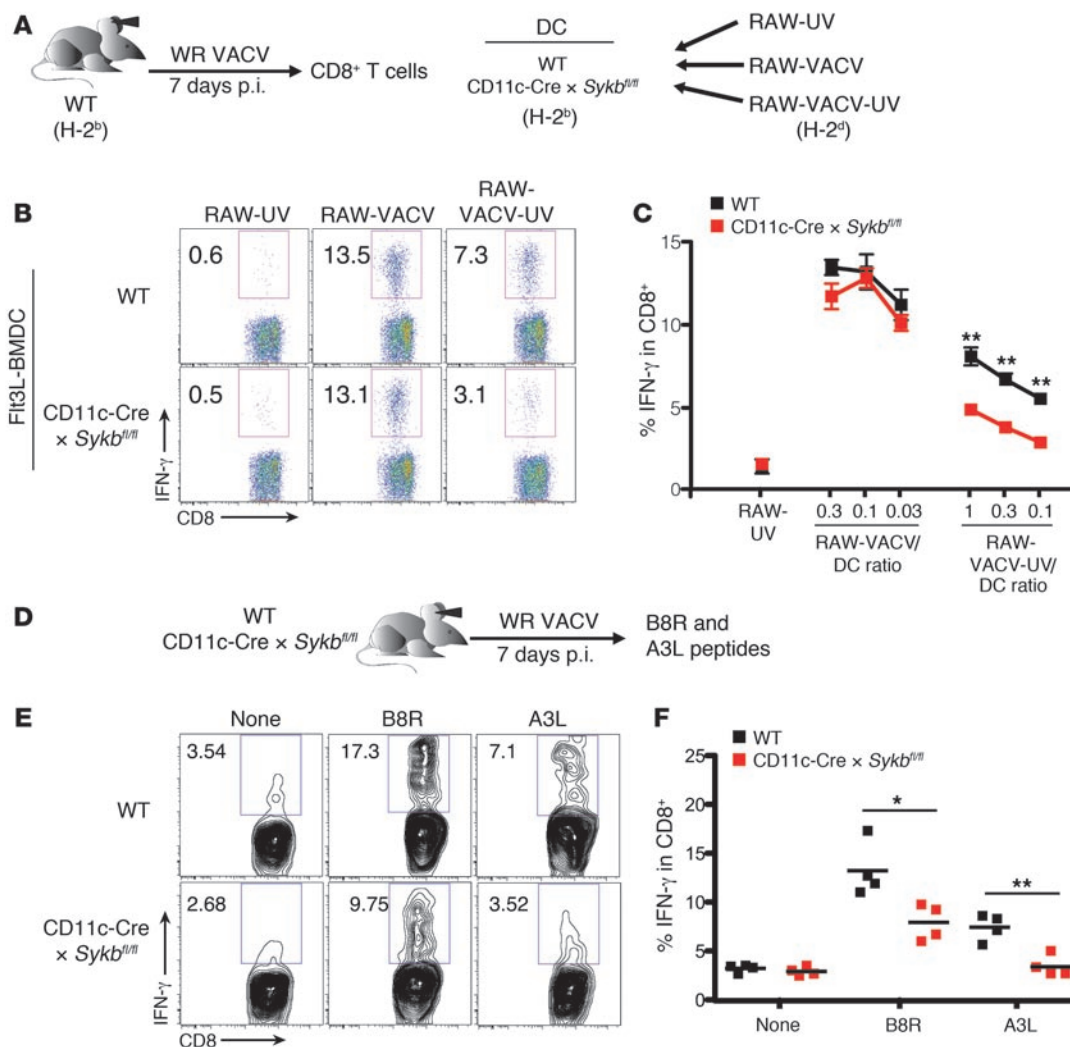 A
WT
(H-2ᵇ)
WR VACV
7 days p.i.
CD8⁺ T cells
DC
WT
CD11c-Cre × Sykbᶠˡ/ᶠˡ
(H-2ᵇ)
RAW-UV
RAW-VACV
RAW-VACV-UV
(H-2ᵈ)
B
RAW-UV
RAW-VACV
RAW-
VACV-UV
Flt3L-BMDC
WT
0.6
13.5
7.3
CD11c-Cre
× Sykbᶠˡ/ᶠˡ
0.5
13.1
3.1
IFN-γ
CD8
C
WT
CD11c-Cre × Sykbᶠˡ/ᶠˡ
% IFN-γ in CD8⁺
15
10
5
0
** ** **
RAW-
UV
0.3 0.1 0.03
RAW-VACV/
DC ratio
1 0.3 0.1
RAW-
VACV-UV/
DC ratio
D
WT
CD11c-Cre × Sykbᶠˡ/ᶠˡ
WR VACV
7 days p.i.
B8R and
A3L peptides
E
None
B8R
A3L
WT
3.54
17.3
7.1
CD11c-Cre
× Sykbᶠˡ/ᶠˡ
2.68
9.75
3.52
IFN-γ
CD8
F
WT
CD11c-Cre × Sykbᶠˡ/ᶠˡ
% IFN-γ in CD8⁺
25
20
15
10
5
0
*
**
None
B8R
A3L